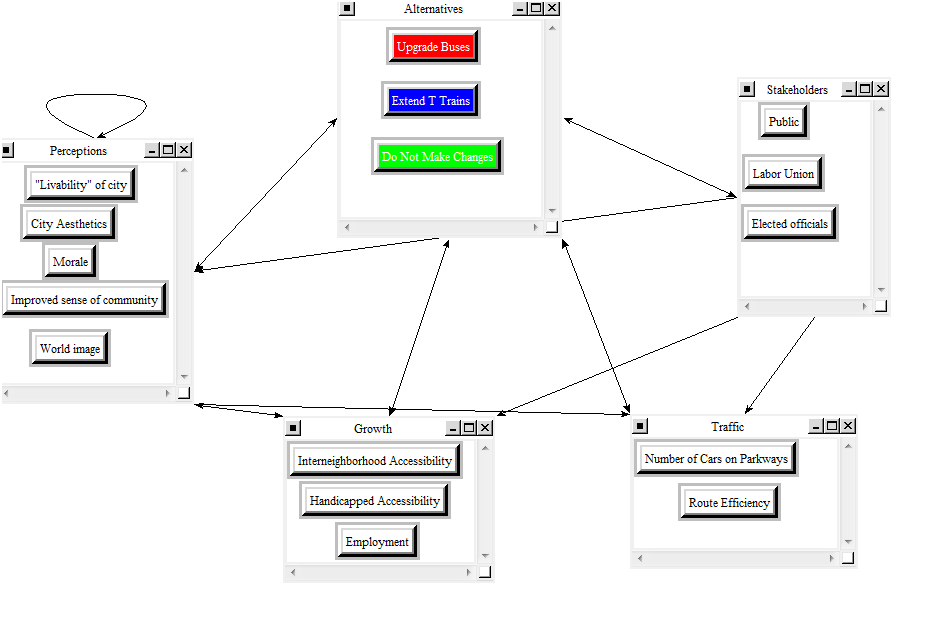 Alternatives
Upgrade Buses
Extend T Trains
Do Not Make Changes
Stakeholders
Public
Labor Union
Elected officials
Perceptions
"Livability" of city
City Aesthetics
Morale
Improved sense of community
World image
Growth
Interneighborhood Accessibility
Handicapped Accessibility
Employment
Traffic
Number of Cars on Parkways
Route Efficiency